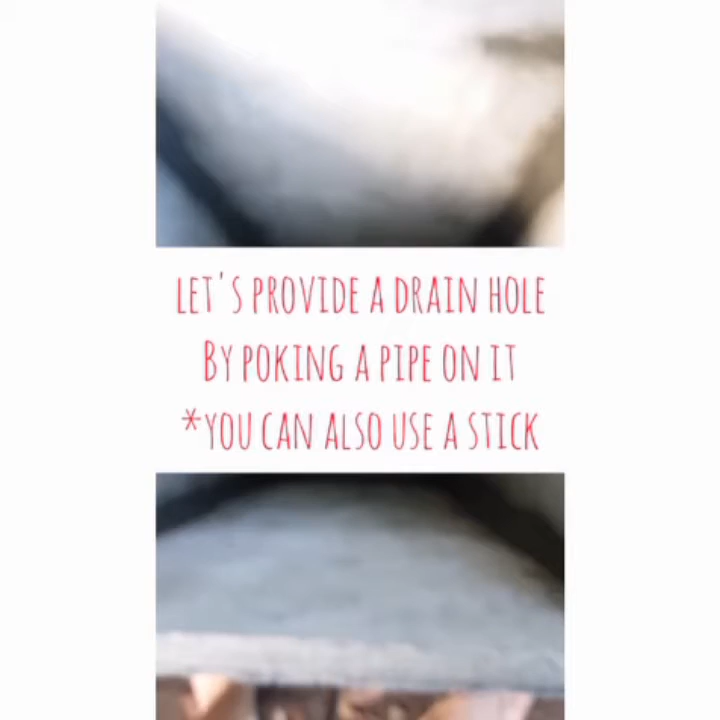 LET'S PROVIDE A DRAIN HOLE
BY POKING A PIPE ON IT
*YOU CAN ALSO USE A STICK